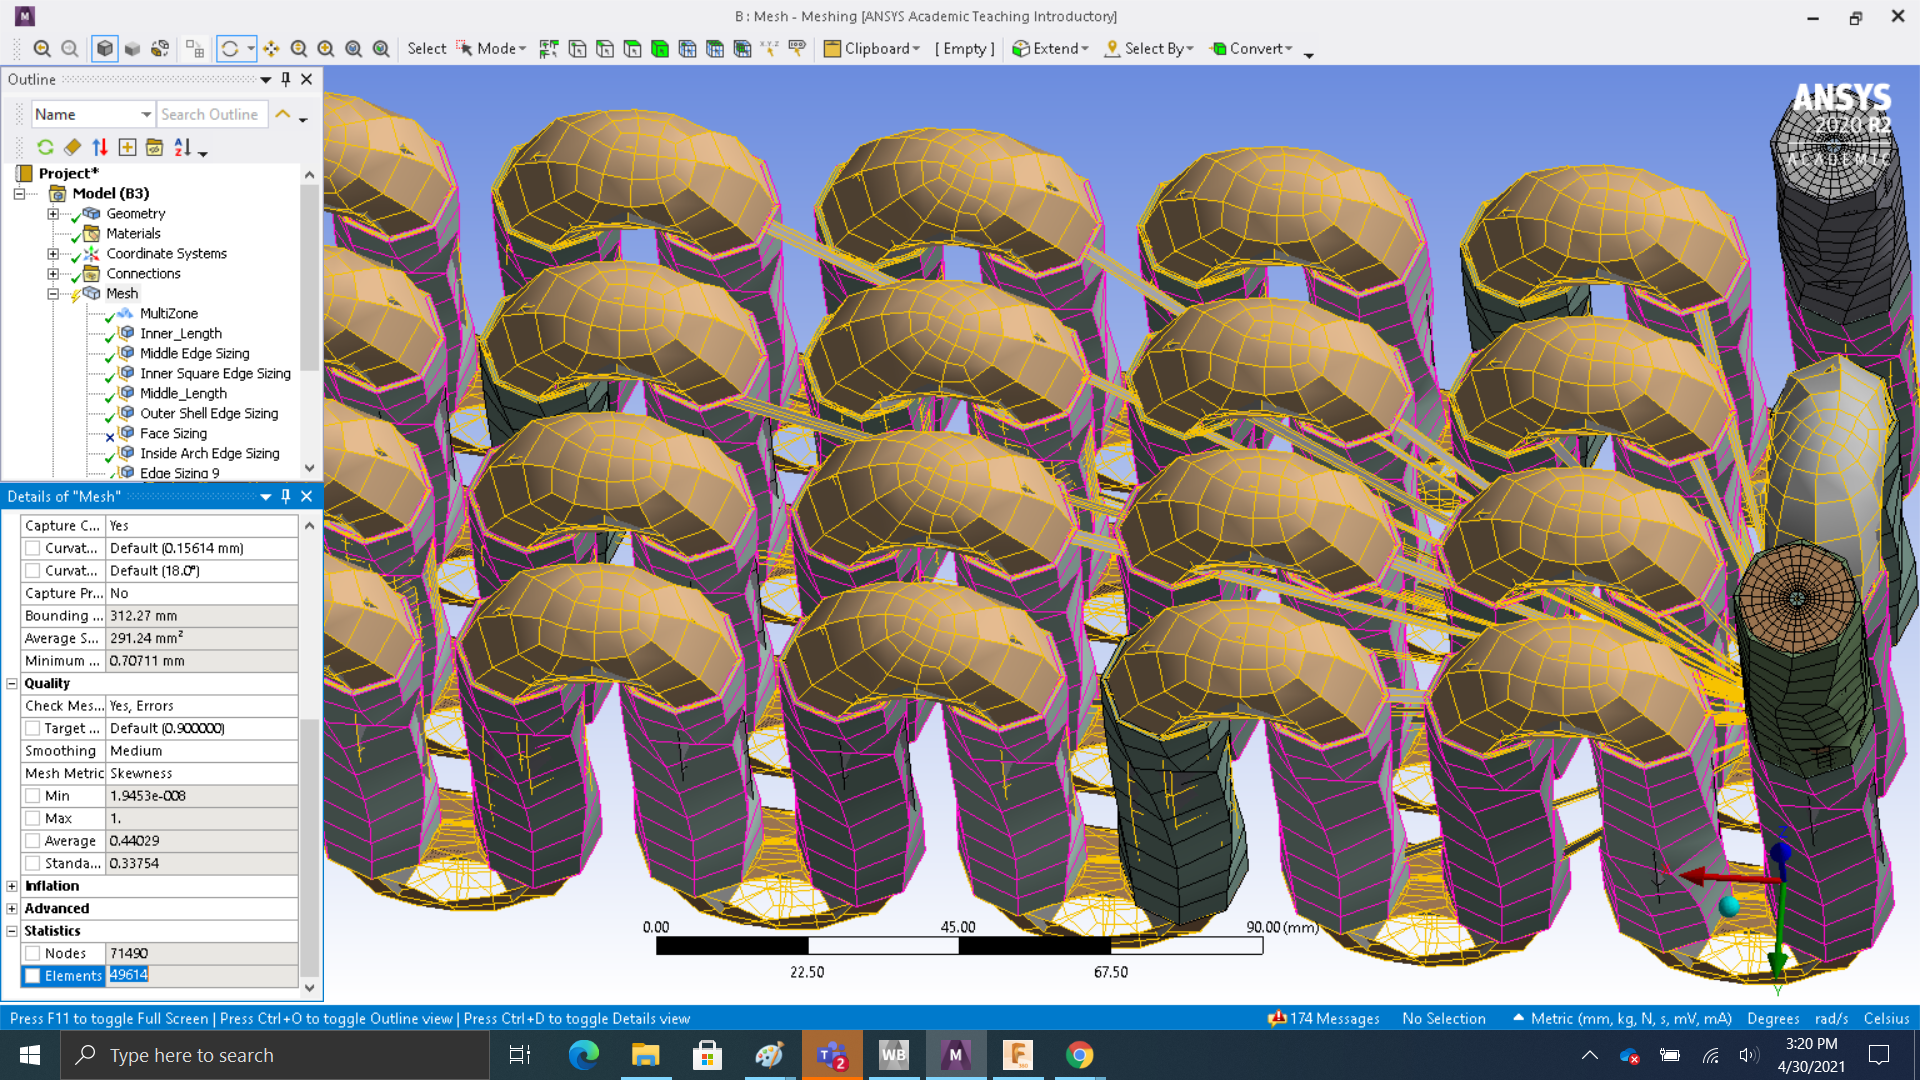 B : Mesh - Meshing [ANSYS Academic Teaching Introductory]
Select Mode Clipboard [ Empty ] Extend Select By Convert
Outline
Name Search Outline
Project*
Model (B3)
Geometry
Materials
Coordinate Systems
Connections
Mesh
MultiZone
Inner_Length
Middle Edge Sizing
Inner Square Edge Sizing
Middle_Length
Outer Shell Edge Sizing
Face Sizing
Inside Arch Edge Sizing
Edge Sizing 9
Details of "Mesh"
Capture C... Yes
Curvat... Default (0.15614 mm)
Curvat... Default (18.0°)
Capture Pr... No
Bounding ... 312.27 mm
Average S... 291.24 mm²
Minimum ... 0.70711 mm
Quality
Check Mes... Yes, Errors
Target ... Default (0.900000)
Smoothing Medium
Mesh Metric Skewness
Min 1.9453e-008
Max 1.
Average 0.44029
Standa... 0.33754
Inflation
Advanced
Statistics
Nodes 71490
Elements 49614
ANSYS
2020 R2
ACADEMIC
0.00 45.00 90.00 (mm)
22.50 67.50
Z
Y
Press F11 to toggle Full Screen | Press Ctrl+O to toggle Outline view | Press Ctrl+D to toggle Details view
174 Messages No Selection Metric (mm, kg, N, s, mV, mA) Degrees rad/s Celsius
Type here to search
WB M
2
3:20 PM
4/30/2021